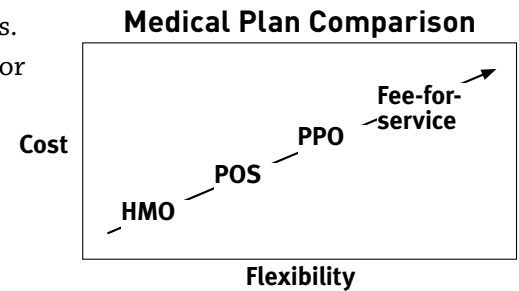 s.
or
Medical Plan Comparison
Cost
Fee-for-
service
PPO
POS
HMO
Flexibility